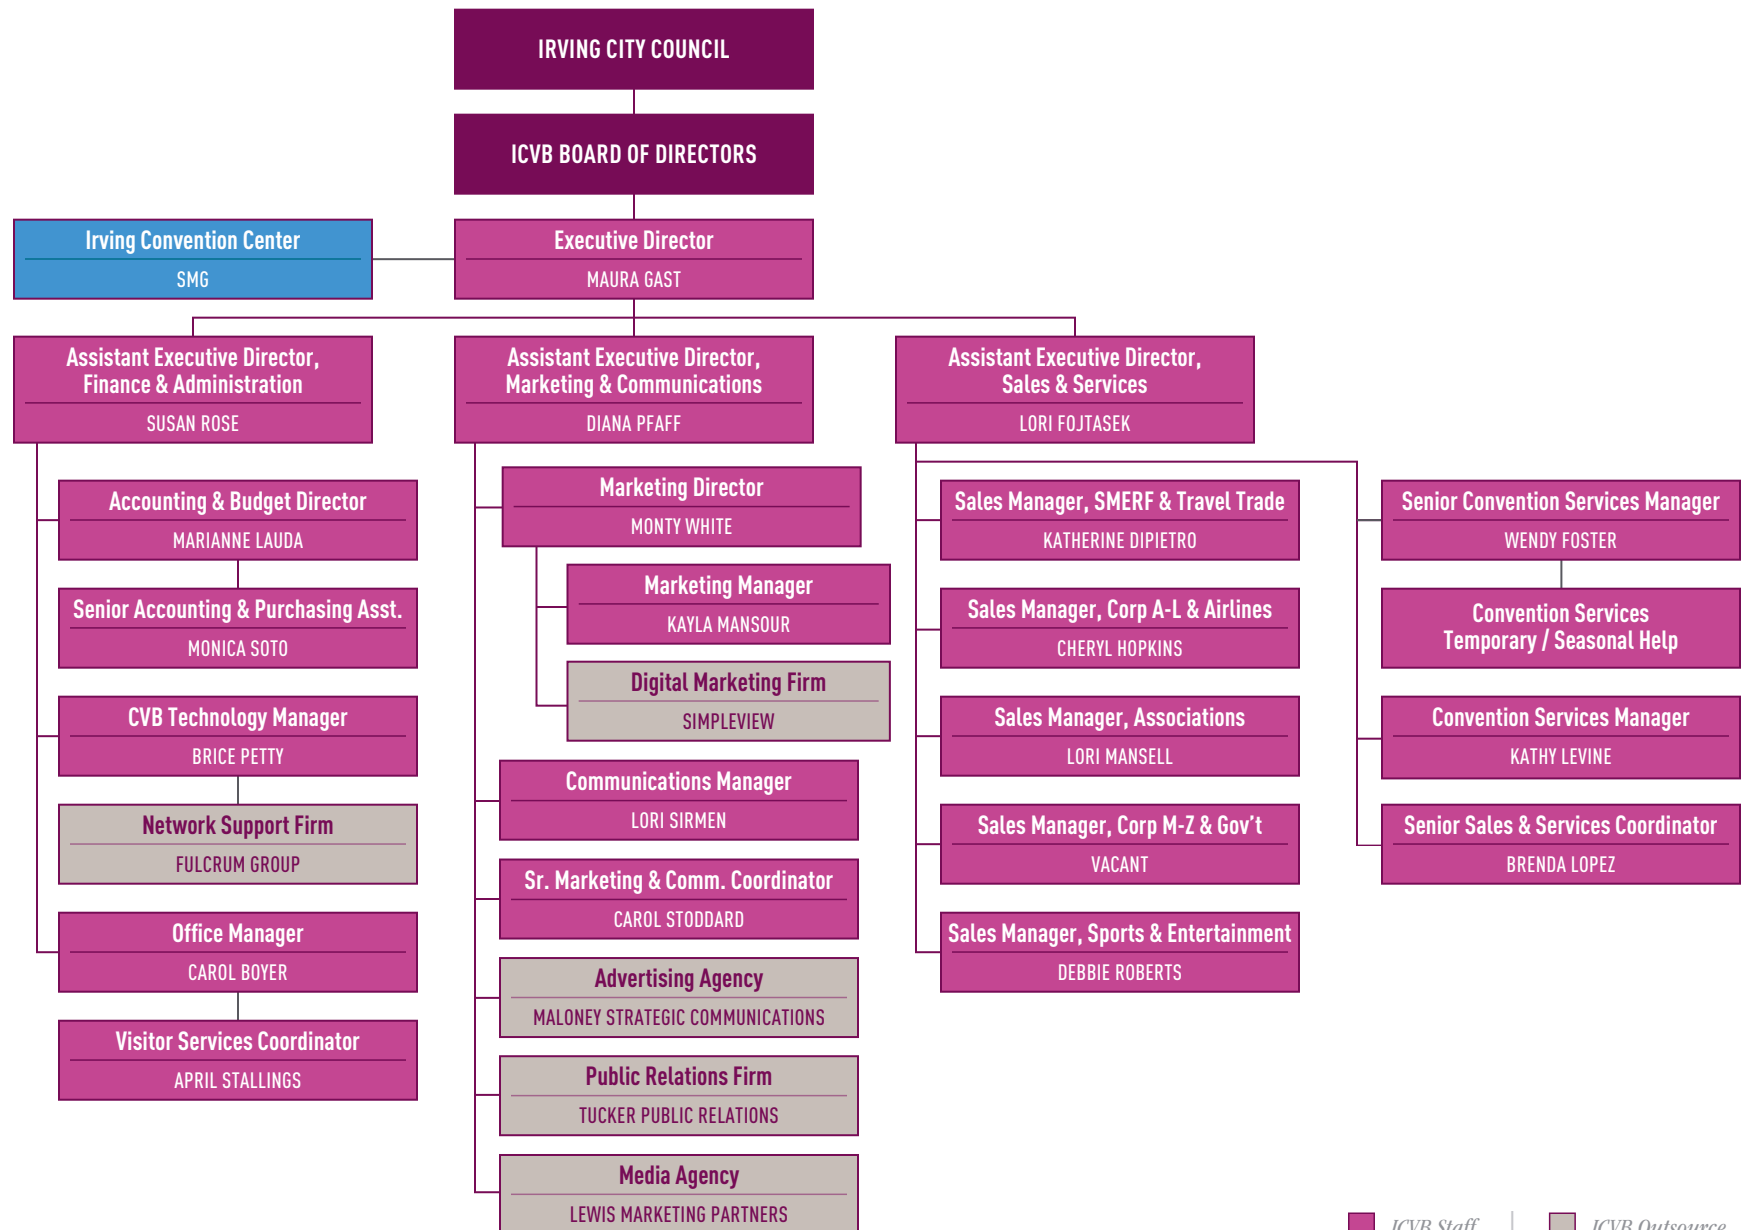 IRVING CITY COUNCIL
ICVB BOARD OF DIRECTORS
Irving Convention Center
SMG
Executive Director
MAURA GAST
Assistant Executive Director,
Finance & Administration
SUSAN ROSE
Accounting & Budget Director
MARIANNE LAUDA
Senior Accounting & Purchasing Asst.
MONICA SOTO
CVB Technology Manager
BRICE PETTY
Network Support Firm
FULCRUM GROUP
Office Manager
CAROL BOYER
Visitor Services Coordinator
APRIL STALLINGS
Assistant Executive Director,
Marketing & Communications
DIANA PFAFF
Marketing Director
MONTY WHITE
Marketing Manager
KAYLA MANSOUR
Digital Marketing Firm
SIMPLEVIEW
Communications Manager
LORI SIRMEN
Sr. Marketing & Comm. Coordinator
CAROL STODDARD
Advertising Agency
MALONEY STRATEGIC COMMUNICATIONS
Public Relations Firm
TUCKER PUBLIC RELATIONS
Media Agency
LEWIS MARKETING PARTNERS
Assistant Executive Director,
Sales & Services
LORI FOJTASEK
Sales Manager, SMERF & Travel Trade
KATHERINE DIPIETRO
Sales Manager, Corp A-L & Airlines
CHERYL HOPKINS
Sales Manager, Associations
LORI MANSELL
Sales Manager, Corp M-Z & Gov’t
VACANT
Sales Manager, Sports & Entertainment
DEBBIE ROBERTS
Senior Convention Services Manager
WENDY FOSTER
Convention Services
Temporary / Seasonal Help
Convention Services Manager
KATHY LEVINE
Senior Sales & Services Coordinator
BRENDA LOPEZ
ICVB Staff
ICVB Outsource